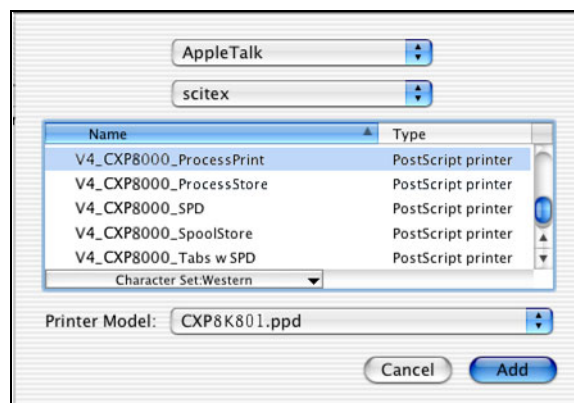 AppleTalk
scitex
Name Type
V4_CXP8000_ProcessPrint PostScript printer
V4_CXP8000_ProcessStore PostScript printer
V4_CXP8000_SPD PostScript printer
V4_CXP8000_SpoolStore PostScript printer
V4_CXP8000_Tabs w SPD PostScript printer
Character Set:Western
Printer Model: CXP8K801.ppd
Cancel Add